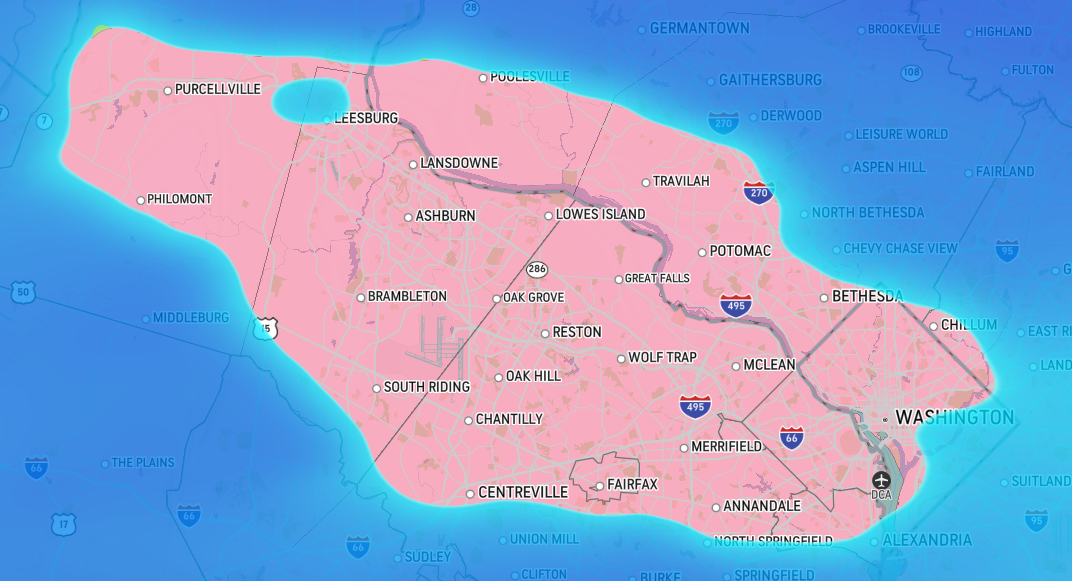 28
GERMANTOWN
BROOKEVILLE
HIGHLAND
POOLESVILLE
GAITHERSBURG
108
FULTON
PURCELLVILLE
7
7
LEESBURG
270
DERWOOD
LEISURE WORLD
LANSDOWNE
ASPEN HILL
FAIRLAND
TRAVILAH
270
PHILOMONT
ASHBURN
LOWES ISLAND
NORTH BETHESDA
POTOMAC
CHEVY CHASE VIEW
95
286
GREAT FALLS
50
BRAMBLETON
OAK GROVE
495
BETHESDA
MIDDLEBURG
15
RESTON
CHILLUM
EAST RI
WOLF TRAP
MCLEAN
LAND
SOUTH RIDING
OAK HILL
495
CHANTILLY
WASHINGTON
66
MERRIFIELD
THE PLAINS
66
CENTREVILLE
FAIRFAX
DCA
SUITLAND
ANNANDALE
17
66
95
UNION MILL
NORTH SPRINGFIELD
ALEXANDRIA
66
SUDLEY
CLIFTON
BURKE
SPRINGFIELD